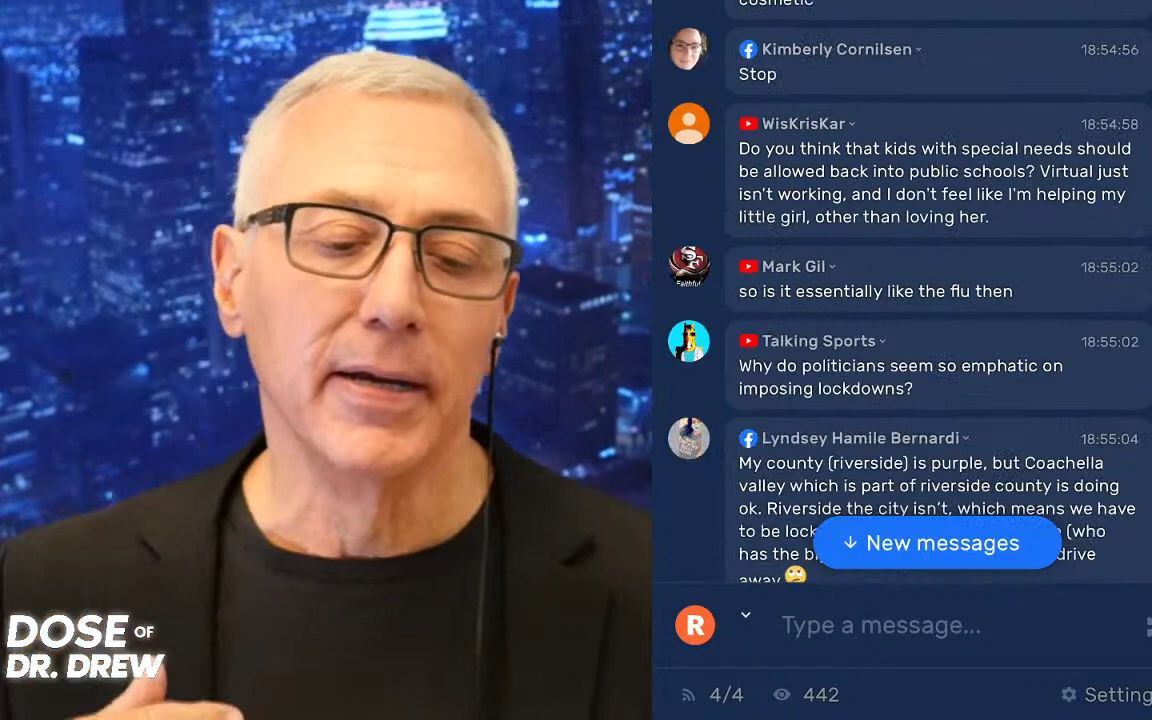 cosmetic
Kimberly Cornilsen
18:54:56
Stop
WisKrisKar
18:54:58
Do you think that kids with special needs should
be allowed back into public schools? Virtual just
isn't working, and I don't feel like I'm helping my
little girl, other than loving her.
Faithful
Mark Gil
18:55:02
so is it essentially like the flu then
Talking Sports
18:55:02
Why do politicians seem so emphatic on
imposing lockdowns?
Lyndsey Hamile Bernardi
18:55:04
My county (riverside) is purple, but Coachella
valley which is part of riverside county is doing
ok. Riverside the city isn't, which means we have
to be (who
has the drive
away
↓ New messages
R
Type a message...
4/4 442
DOSE OF
DR. DREW